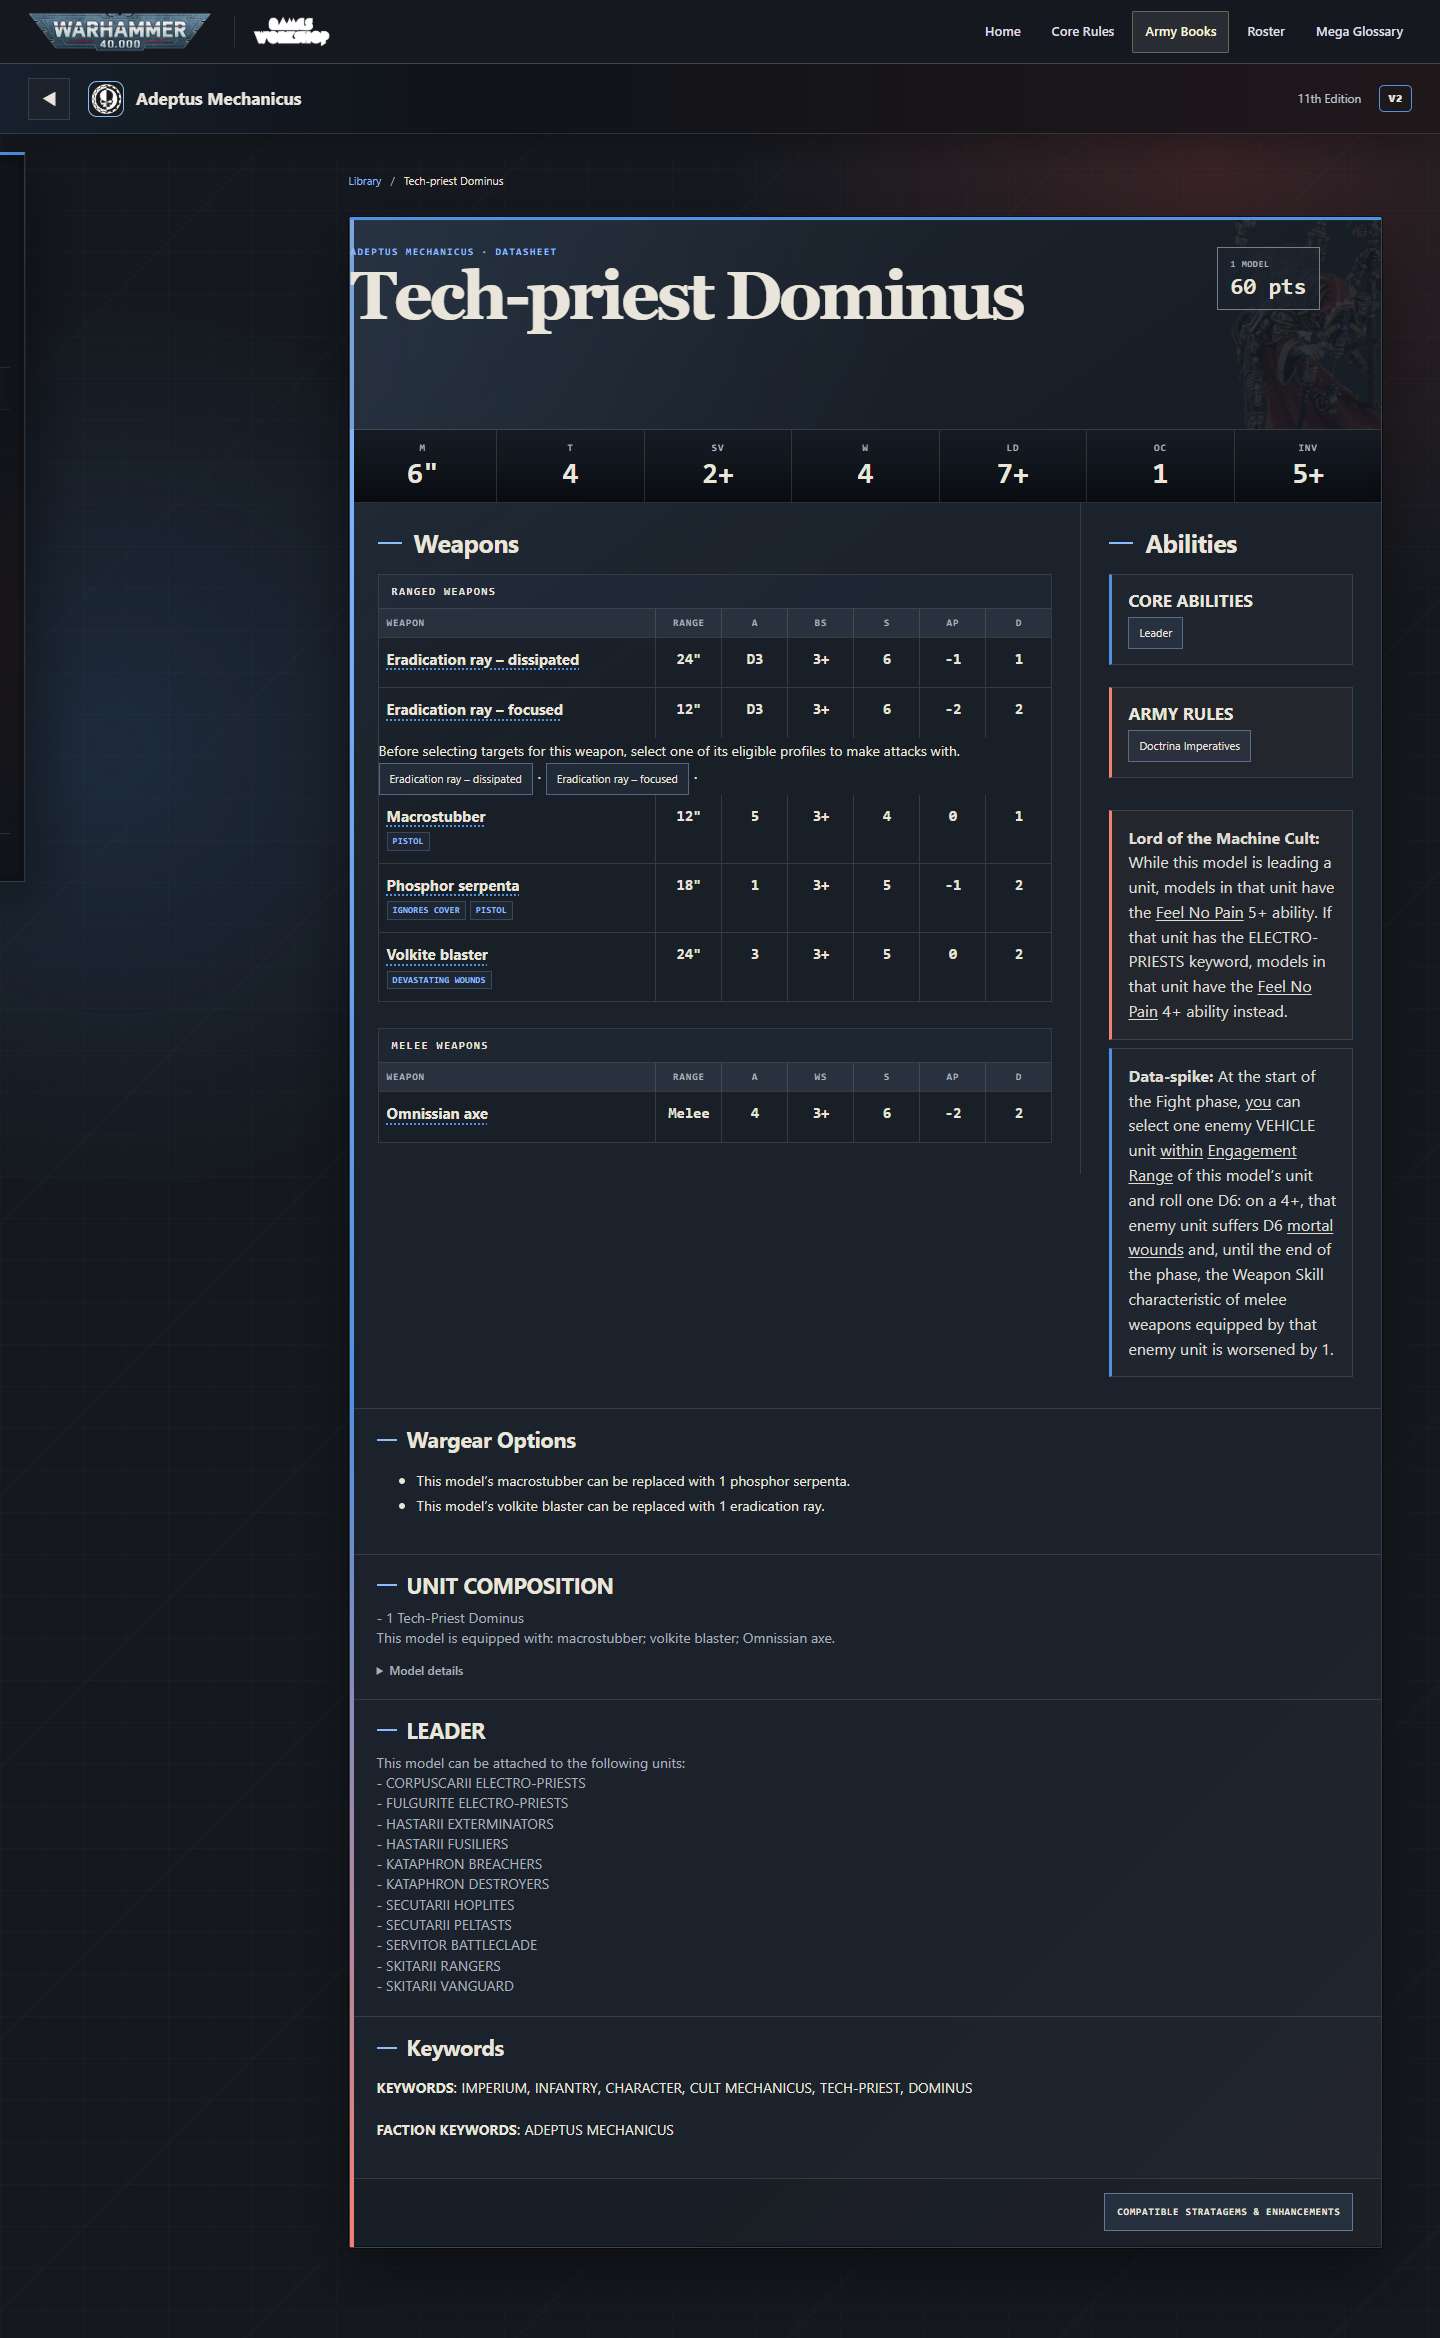 WARHAMMER
40,000
GAMES
WORKSHOP
Home
Core Rules
Army Books
Roster
Mega Glossary
◀
Adeptus Mechanicus
11th Edition
V2
Library / Tech-priest Dominus
ADEPTUS MECHANICUS · DATASHEET
Tech-priest Dominus
1 MODEL
60 pts
M T SV W LD OC INV
6" 4 2+ 4 7+ 1 5+
Weapons
RANGED WEAPONS
WEAPON RANGE A BS S AP D
Eradication ray – dissipated 24" D3 3+ 6 -1 1
Eradication ray – focused 12" D3 3+ 6 -2 2
Before selecting targets for this weapon, select one of its eligible profiles to make attacks with.
Eradication ray – dissipated · Eradication ray – focused ·
Macrostubber 12" 5 3+ 4 0 1
PISTOL
Phosphor serpenta 18" 1 3+ 5 -1 2
IGNORES COVER PISTOL
Volkite blaster 24" 3 3+ 5 0 2
DEVASTATING WOUNDS
MELEE WEAPONS
WEAPON RANGE A WS S AP D
Omnissian axe Melee 4 3+ 6 -2 2
Abilities
CORE ABILITIES
Leader
ARMY RULES
Doctrina Imperatives
Lord of the Machine Cult:
While this model is leading a
unit, models in that unit have
the Feel No Pain 5+ ability. If
that unit has the ELECTRO-
PRIESTS keyword, models in
that unit have the Feel No
Pain 4+ ability instead.
Data-spike: At the start of
the Fight phase, you can
select one enemy VEHICLE
unit within Engagement
Range of this model's unit
and roll one D6: on a 4+, that
enemy unit suffers D6 mortal
wounds and, until the end of
the phase, the Weapon Skill
characteristic of melee
weapons equipped by that
enemy unit is worsened by 1.
Wargear Options
• This model's macrostubber can be replaced with 1 phosphor serpenta.
• This model's volkite blaster can be replaced with 1 eradication ray.
UNIT COMPOSITION
- 1 Tech-Priest Dominus
This model is equipped with: macrostubber; volkite blaster; Omnissian axe.
▶ Model details
LEADER
This model can be attached to the following units:
- CORPUSCARII ELECTRO-PRIESTS
- FULGURITE ELECTRO-PRIESTS
- HASTARII EXTERMINATORS
- HASTARII FUSILIERS
- KATAPHRON BREACHERS
- KATAPHRON DESTROYERS
- SECUTARII HOPLITES
- SECUTARII PELTASTS
- SERVITOR BATTLECLADE
- SKITARII RANGERS
- SKITARII VANGUARD
Keywords
KEYWORDS: IMPERIUM, INFANTRY, CHARACTER, CULT MECHANICUS, TECH-PRIEST, DOMINUS
FACTION KEYWORDS: ADEPTUS MECHANICUS
COMPATIBLE STRATAGEMS & ENHANCEMENTS